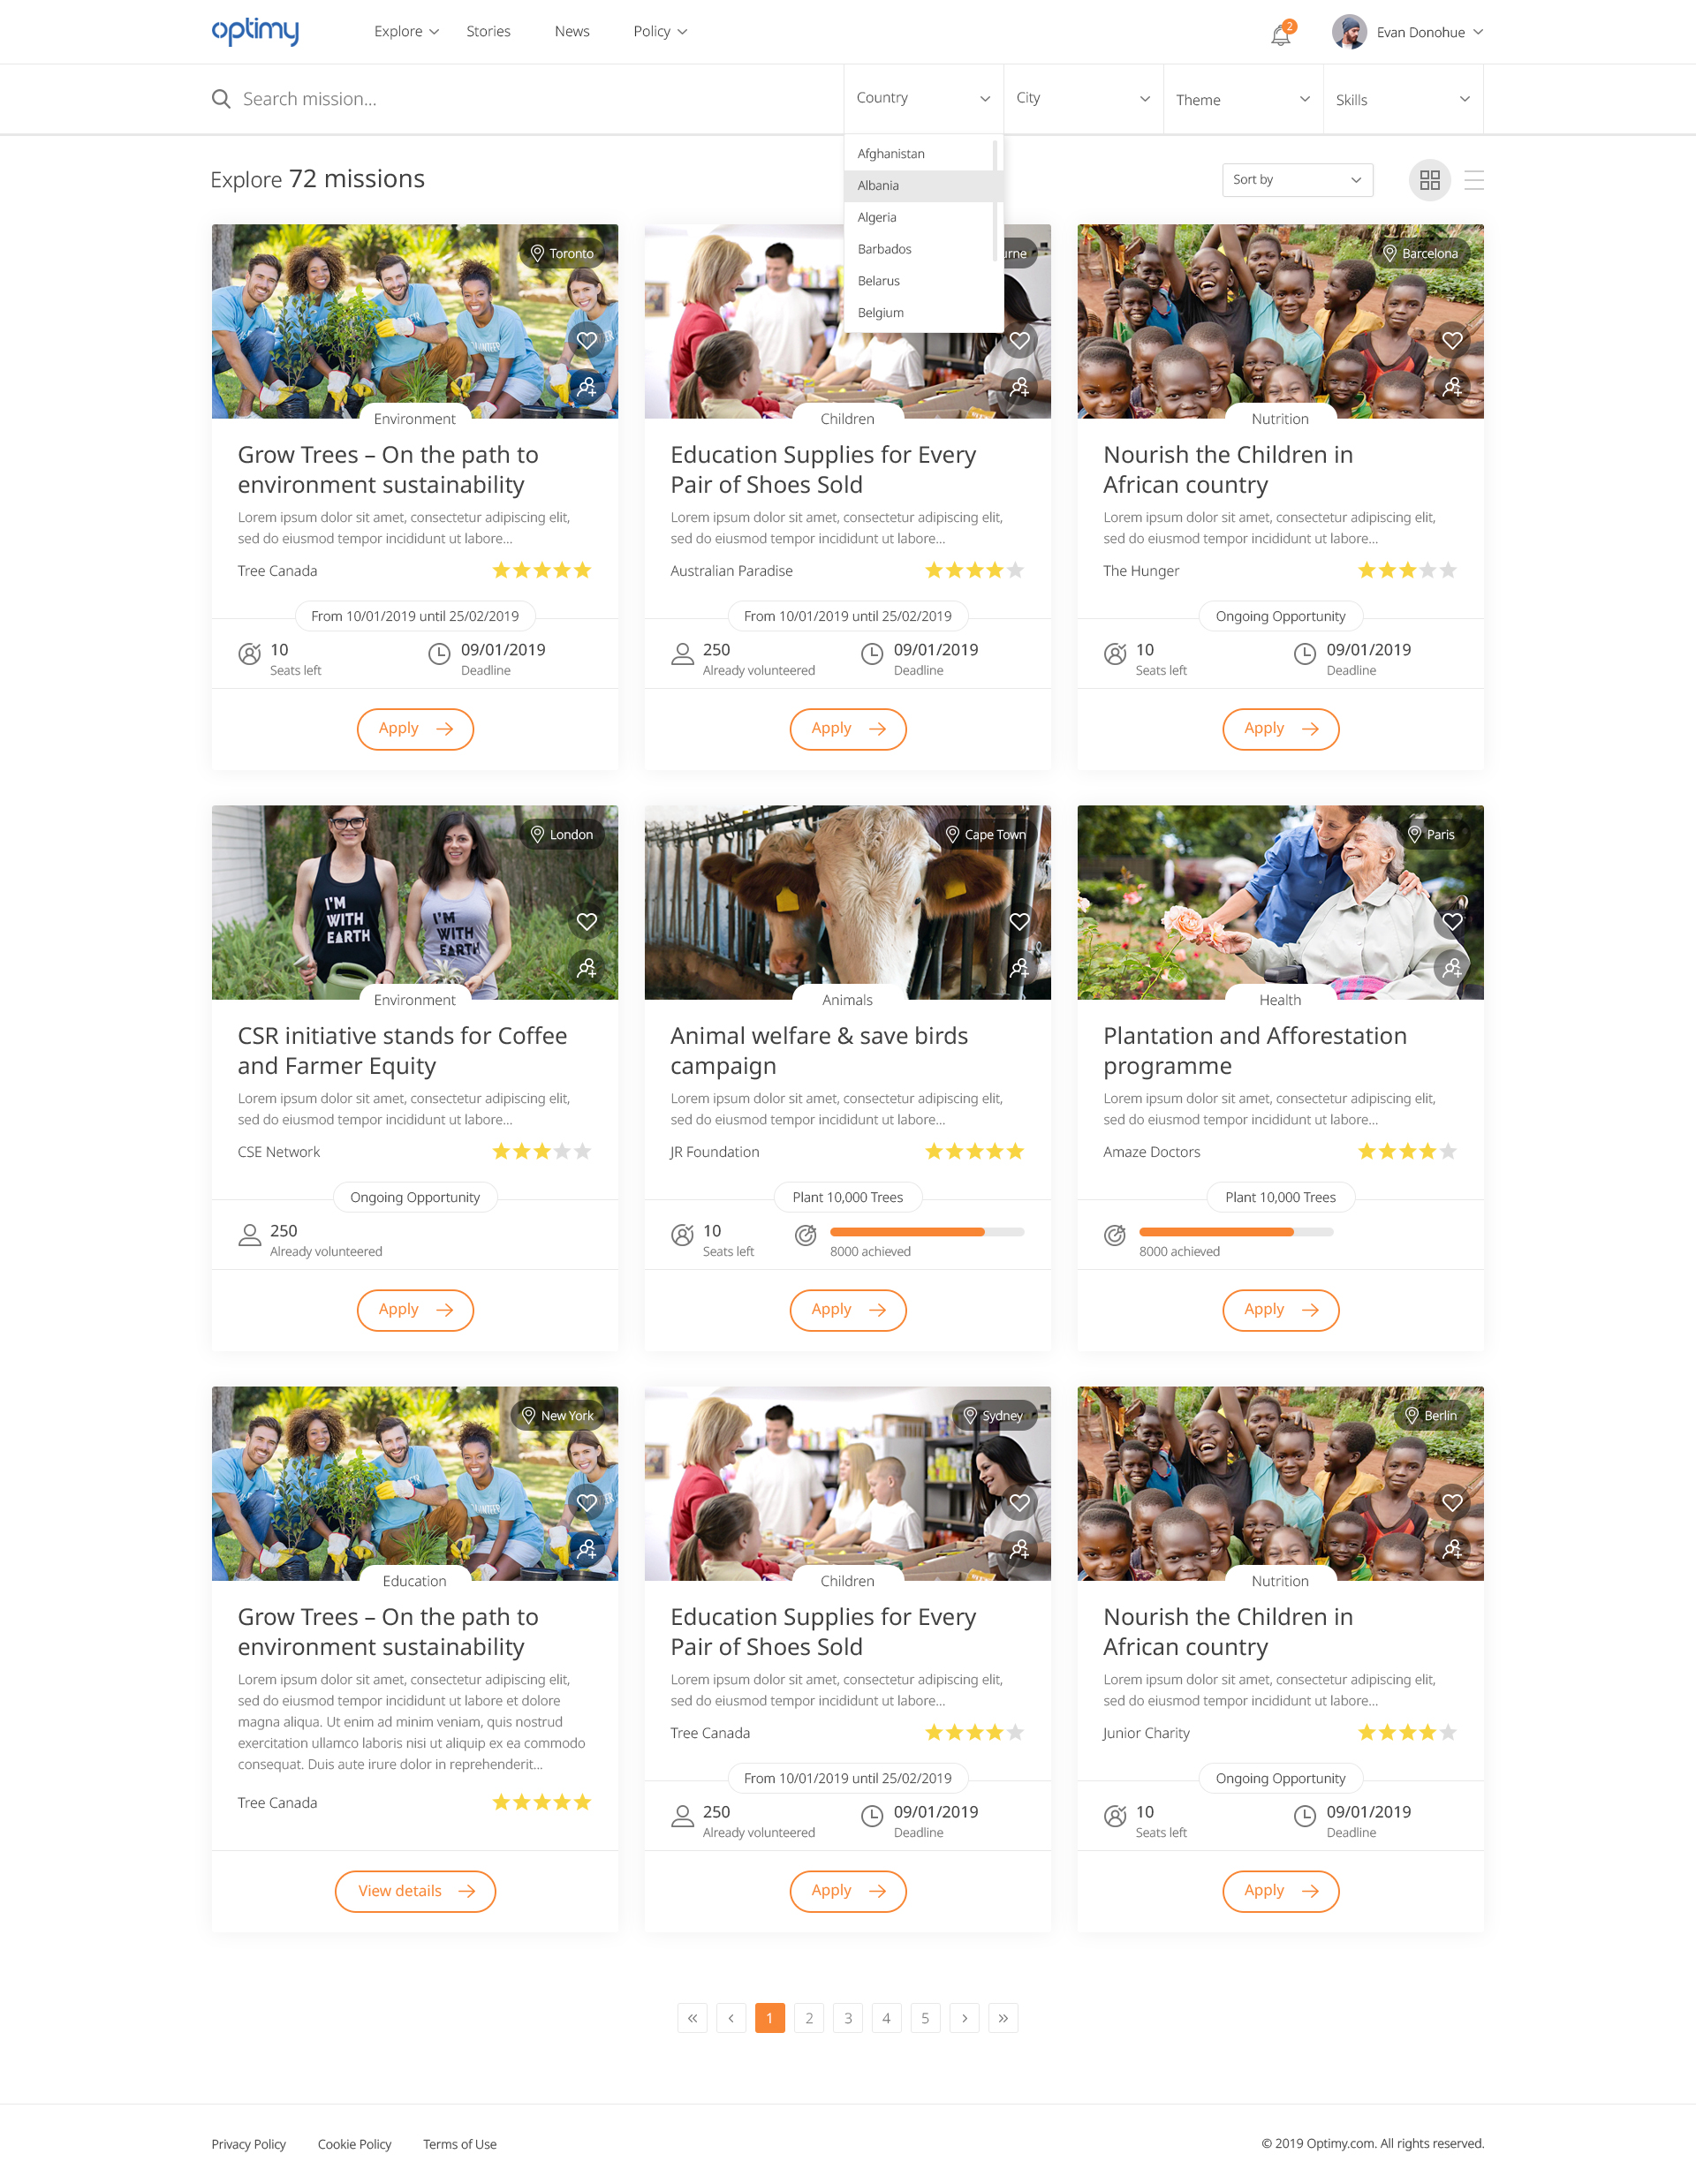 optimy
Explore
Stories
News
Policy
2
Evan Donohue
Search mission...
Country
City
Theme
Skills
Afghanistan
Albania
Algeria
Barbados
Belarus
Belgium
Explore 72 missions
Sort by
Toronto
Environment
Grow Trees – On the path to
environment sustainability
Lorem ipsum dolor sit amet, consectetur adipiscing elit,
sed do eiusmod tempor incididunt ut labore...
Tree Canada
From 10/01/2019 until 25/02/2019
10
Seats left
09/01/2019
Deadline
Apply
urne
Children
Education Supplies for Every
Pair of Shoes Sold
Lorem ipsum dolor sit amet, consectetur adipiscing elit,
sed do eiusmod tempor incididunt ut labore...
Australian Paradise
From 10/01/2019 until 25/02/2019
250
Already volunteered
09/01/2019
Deadline
Apply
Barcelona
Nutrition
Nourish the Children in
African country
Lorem ipsum dolor sit amet, consectetur adipiscing elit,
sed do eiusmod tempor incididunt ut labore...
The Hunger
Ongoing Opportunity
10
Seats left
09/01/2019
Deadline
Apply
London
I'M
WITH
EARTH
I'M
WITH
EARTH
Environment
CSR initiative stands for Coffee
and Farmer Equity
Lorem ipsum dolor sit amet, consectetur adipiscing elit,
sed do eiusmod tempor incididunt ut labore...
CSE Network
Ongoing Opportunity
250
Already volunteered
Apply
Cape Town
Animals
Animal welfare & save birds
campaign
Lorem ipsum dolor sit amet, consectetur adipiscing elit,
sed do eiusmod tempor incididunt ut labore...
JR Foundation
Plant 10,000 Trees
10
Seats left
8000 achieved
Apply
Paris
Health
Plantation and Afforestation
programme
Lorem ipsum dolor sit amet, consectetur adipiscing elit,
sed do eiusmod tempor incididunt ut labore...
Amaze Doctors
Plant 10,000 Trees
8000 achieved
Apply
New York
Education
Grow Trees – On the path to
environment sustainability
Lorem ipsum dolor sit amet, consectetur adipiscing elit,
sed do eiusmod tempor incididunt ut labore et dolore
magna aliqua. Ut enim ad minim veniam, quis nostrud
exercitation ullamco laboris nisi ut aliquip ex ea commodo
consequat. Duis aute irure dolor in reprehenderit...
Tree Canada
View details
Sydney
Children
Education Supplies for Every
Pair of Shoes Sold
Lorem ipsum dolor sit amet, consectetur adipiscing elit,
sed do eiusmod tempor incididunt ut labore...
Tree Canada
From 10/01/2019 until 25/02/2019
250
Already volunteered
09/01/2019
Deadline
Apply
Berlin
Nutrition
Nourish the Children in
African country
Lorem ipsum dolor sit amet, consectetur adipiscing elit,
sed do eiusmod tempor incididunt ut labore...
Junior Charity
Ongoing Opportunity
10
Seats left
09/01/2019
Deadline
Apply
« ‹ 1 2 3 4 5 › »
Privacy Policy
Cookie Policy
Terms of Use
© 2019 Optimy.com. All rights reserved.